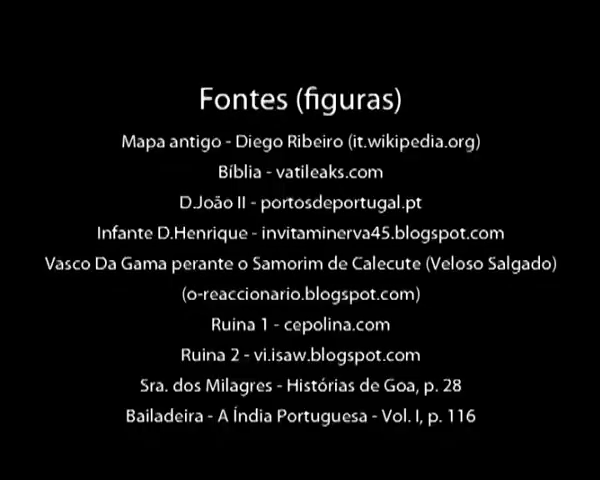 Fontes (figuras)
Mapa antigo - Diego Ribeiro (it.wikipedia.org)
Bíblia - vatileaks.com
D.João II - portosdeportugal.pt
Infante D.Henrique - invitaminerva45.blogspot.com
Vasco Da Gama perante o Samorim de Calecute (Veloso Salgado)
(o-reaccionario.blogspot.com)
Ruina 1 - cepolina.com
Ruina 2 - vi.isaw.blogspot.com
Sra. dos Milagres - Histórias de Goa, p. 28
Bailadeira - A Índia Portuguesa - Vol. I, p. 116